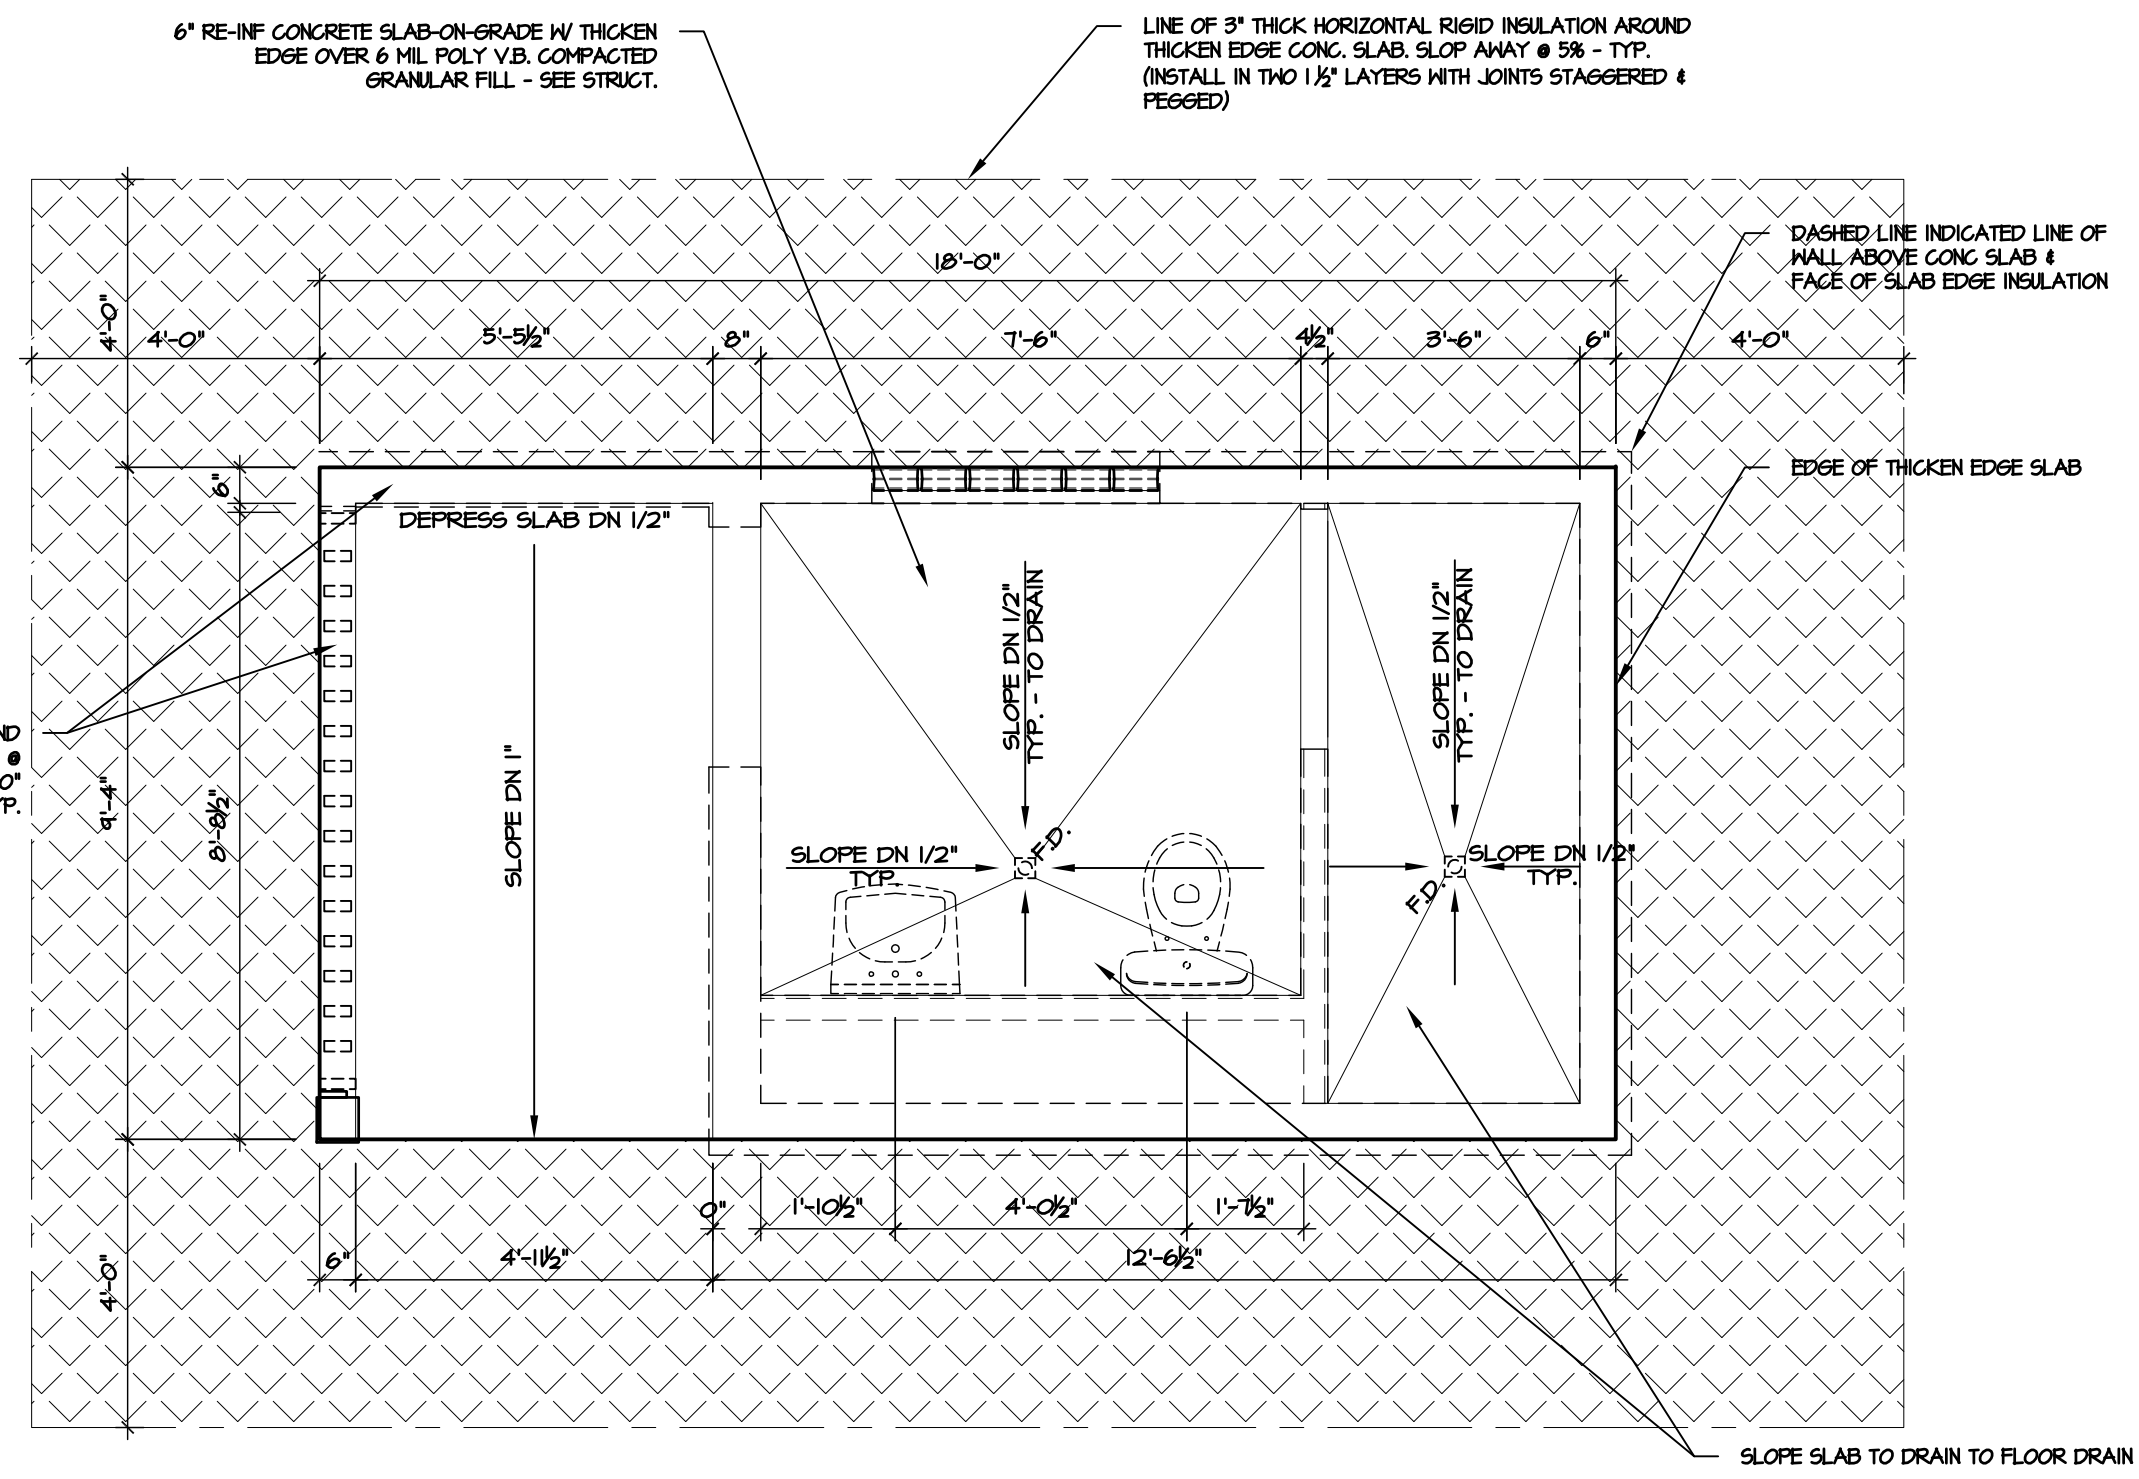 6" RE-INF CONCRETE SLAB-ON-GRADE W/ THICKEN
EDGE OVER 6 MIL POLY V.B. COMPACTED
GRANULAR FILL - SEE STRUCT.
LINE OF 3" THICK HORIZONTAL RIGID INSULATION AROUND
THICKEN EDGE CONC. SLAB. SLOP AWAY @ 5% - TYP.
(INSTALL IN TWO 1 ½" LAYERS WITH JOINTS STAGGERED &
PEGGED)
DASHED LINE INDICATED LINE OF
WALL ABOVE CONC SLAB &
FACE OF SLAB EDGE INSULATION
18'-0"
4'-0"
4'-0"
5'-5½"
8"
7'-6"
4½"
3'-6"
6"
4'-0"
EDGE OF THICKEN EDGE SLAB
6"
DEPRESS SLAB DN 1/2"
SLOPE DN 1/2"
TYP. - TO DRAIN
SLOPE DN 1/2"
TYP. - TO DRAIN
ND
@
0"
P.
9'-4"
8'-8½"
SLOPE DN 1"
SLOPE DN 1/2"
TYP.
F.D.
SLOPE DN 1/2"
TYP.
F.D.
0"
1'-10½"
4'-0½"
1'-7½"
6"
4'-11½"
12'-6½"
4'-0"
SLOPE SLAB TO DRAIN TO FLOOR DRAIN